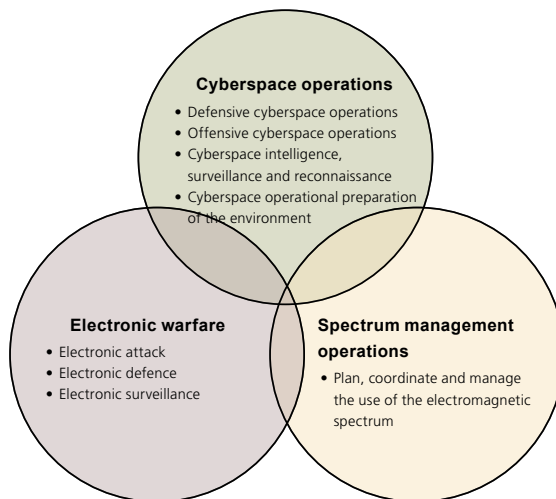 Cyberspace operations
• Defensive cyberspace operations
• Offensive cyberspace operations
• Cyberspace intelligence,
surveillance and reconnaissance
• Cyberspace operational preparation
of the environment
Electronic warfare
• Electronic attack
• Electronic defence
• Electronic surveillance
Spectrum management
operations
• Plan, coordinate and manage
the use of the electromagnetic
spectrum